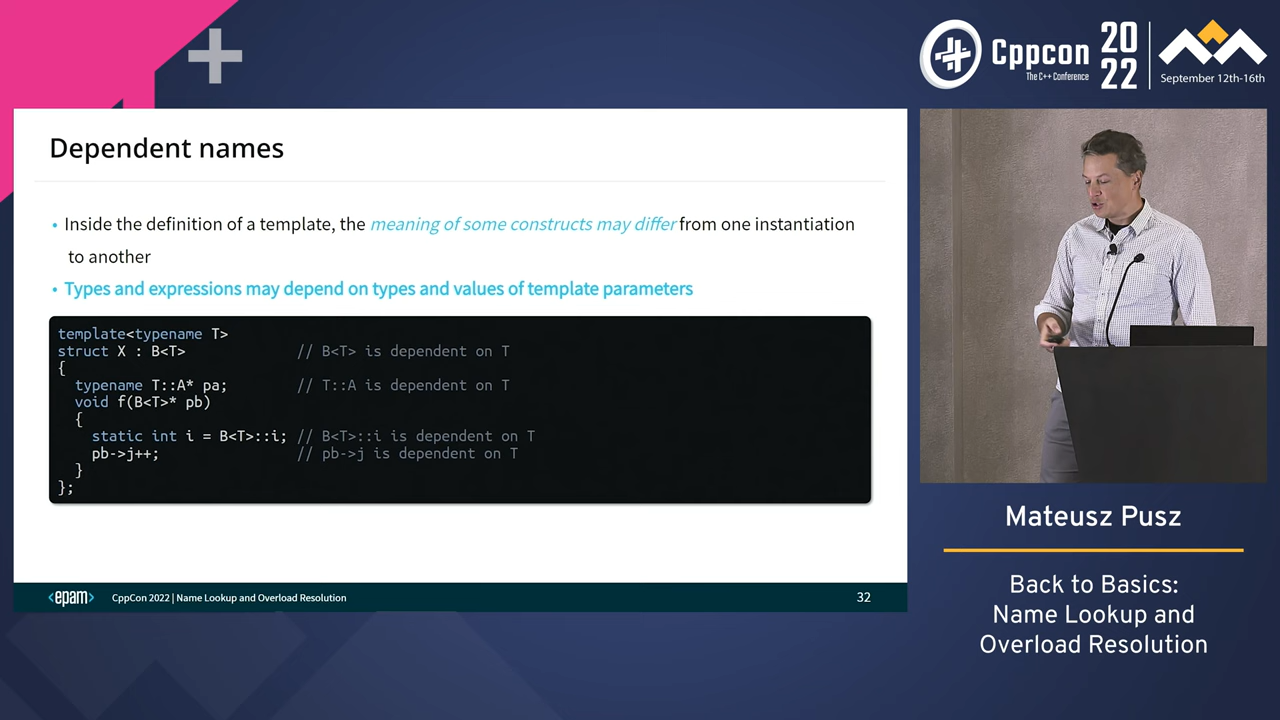 Cppcon
The C++ Conference
20
22
September 12th-16th
Dependent names
• Inside the definition of a template, the meaning of some constructs may differ from one instantiation
to another
• Types and expressions may depend on types and values of template parameters
template<typename T>
struct X : B<T> // B<T> is dependent on T
{
typename T::A* pa; // T::A is dependent on T
void f(B<T>* pb)
{
static int i = B<T>::i; // B<T>::i is dependent on T
pb->j++; // pb->j is dependent on T
}
};
<epam> CppCon 2022 | Name Lookup and Overload Resolution 32
Mateusz Pusz
Back to Basics:
Name Lookup and
Overload Resolution